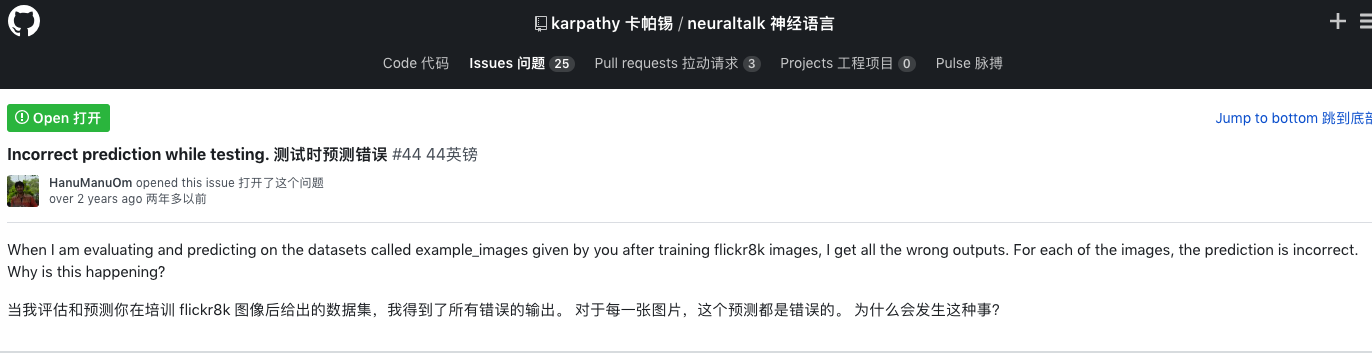 karpathy 卡帕锡 / neuraltalk 神经语言
Code 代码 Issues 问题 25 Pull requests 拉动请求 3 Projects 工程项目 0 Pulse 脉搏
Open 打开
Jump to bottom 跳到底部
Incorrect prediction while testing. 测试时预测错误 #44 44英镑
HanuManuOm opened this issue 打开了这个问题
over 2 years ago 两年多以前
When I am evaluating and predicting on the datasets called example_images given by you after training flickr8k images, I get all the wrong outputs. For each of the images, the prediction is incorrect.
Why is this happening?
当我评估和预测你在培训 flickr8k 图像后给出的数据集，我得到了所有错误的输出。 对于每一张图片，这个预测都是错误的。 为什么会发生这种事?